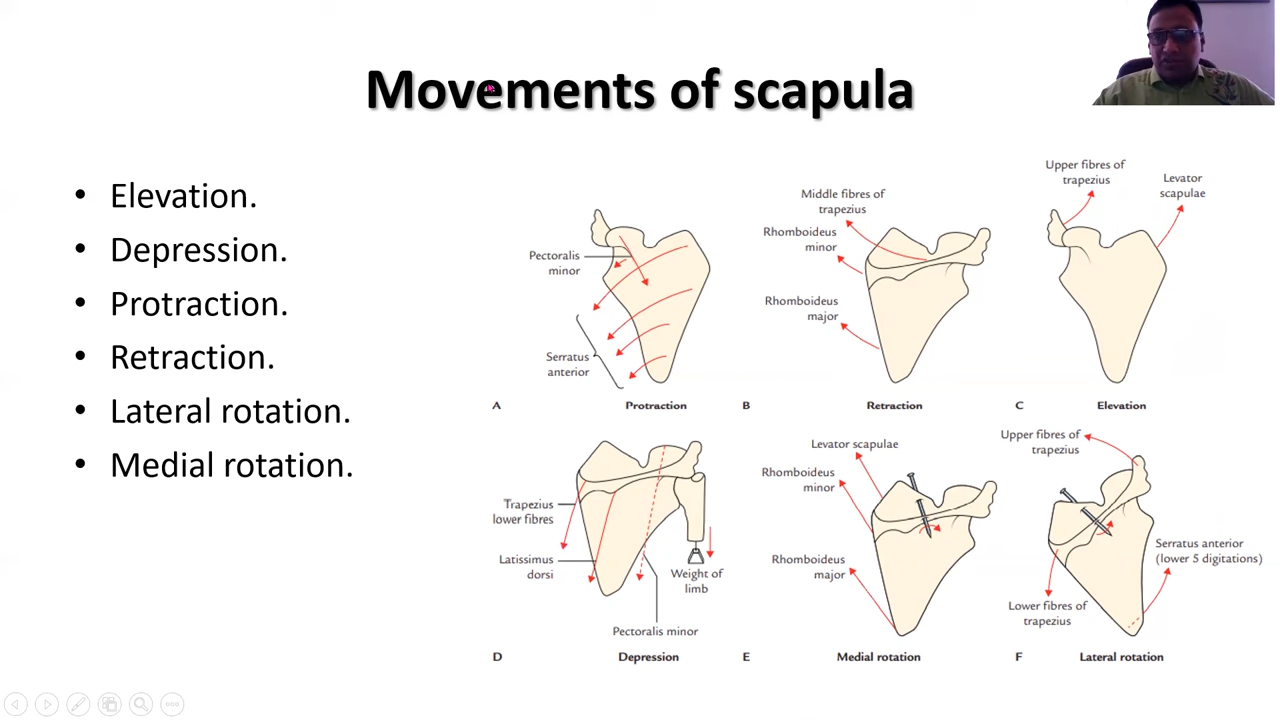 Movements of scapula
• Elevation.
• Depression.
• Protraction.
• Retraction.
• Lateral rotation.
• Medial rotation.
Pectoralis
minor
Serratus
anterior
A
Protraction
Middle fibres of
trapezius
Rhomboideus
minor
Rhomboideus
major
B
Retraction
Upper fibres of
trapezius
Levator
scapulae
C
Elevation
Trapezius
lower fibres
Latissimus
dorsi
Weight of
limb
Pectoralis minor
D
Depression
Levator scapulae
Rhomboideus
minor
Rhomboideus
major
E
Medial rotation
Upper fibres of
trapezius
Serratus anterior
(lower 5 digitations)
Lower fibres of
trapezius
F
Lateral rotation